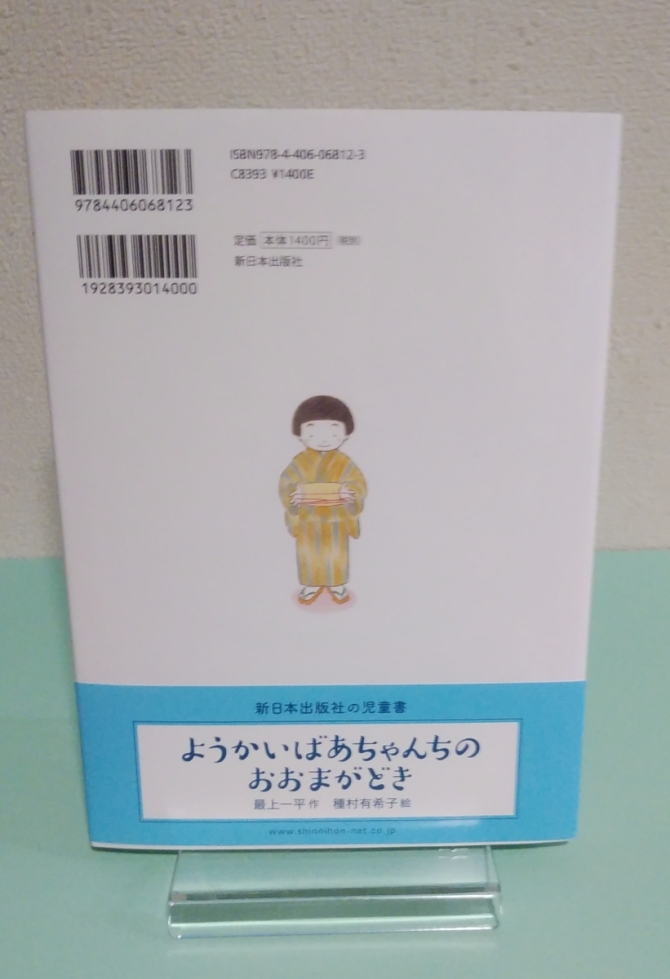 ISBN978-4-406-06812-3
C8393 ¥1400E
9784406068123
定価 本体1400円 (税別)
新日本出版社
1928393014000
新日本出版社の児童書
ようかいばあちゃんちの
おおまがどき
最上一平 作 種村有希子 絵
www.shinnihon-net.co.jp